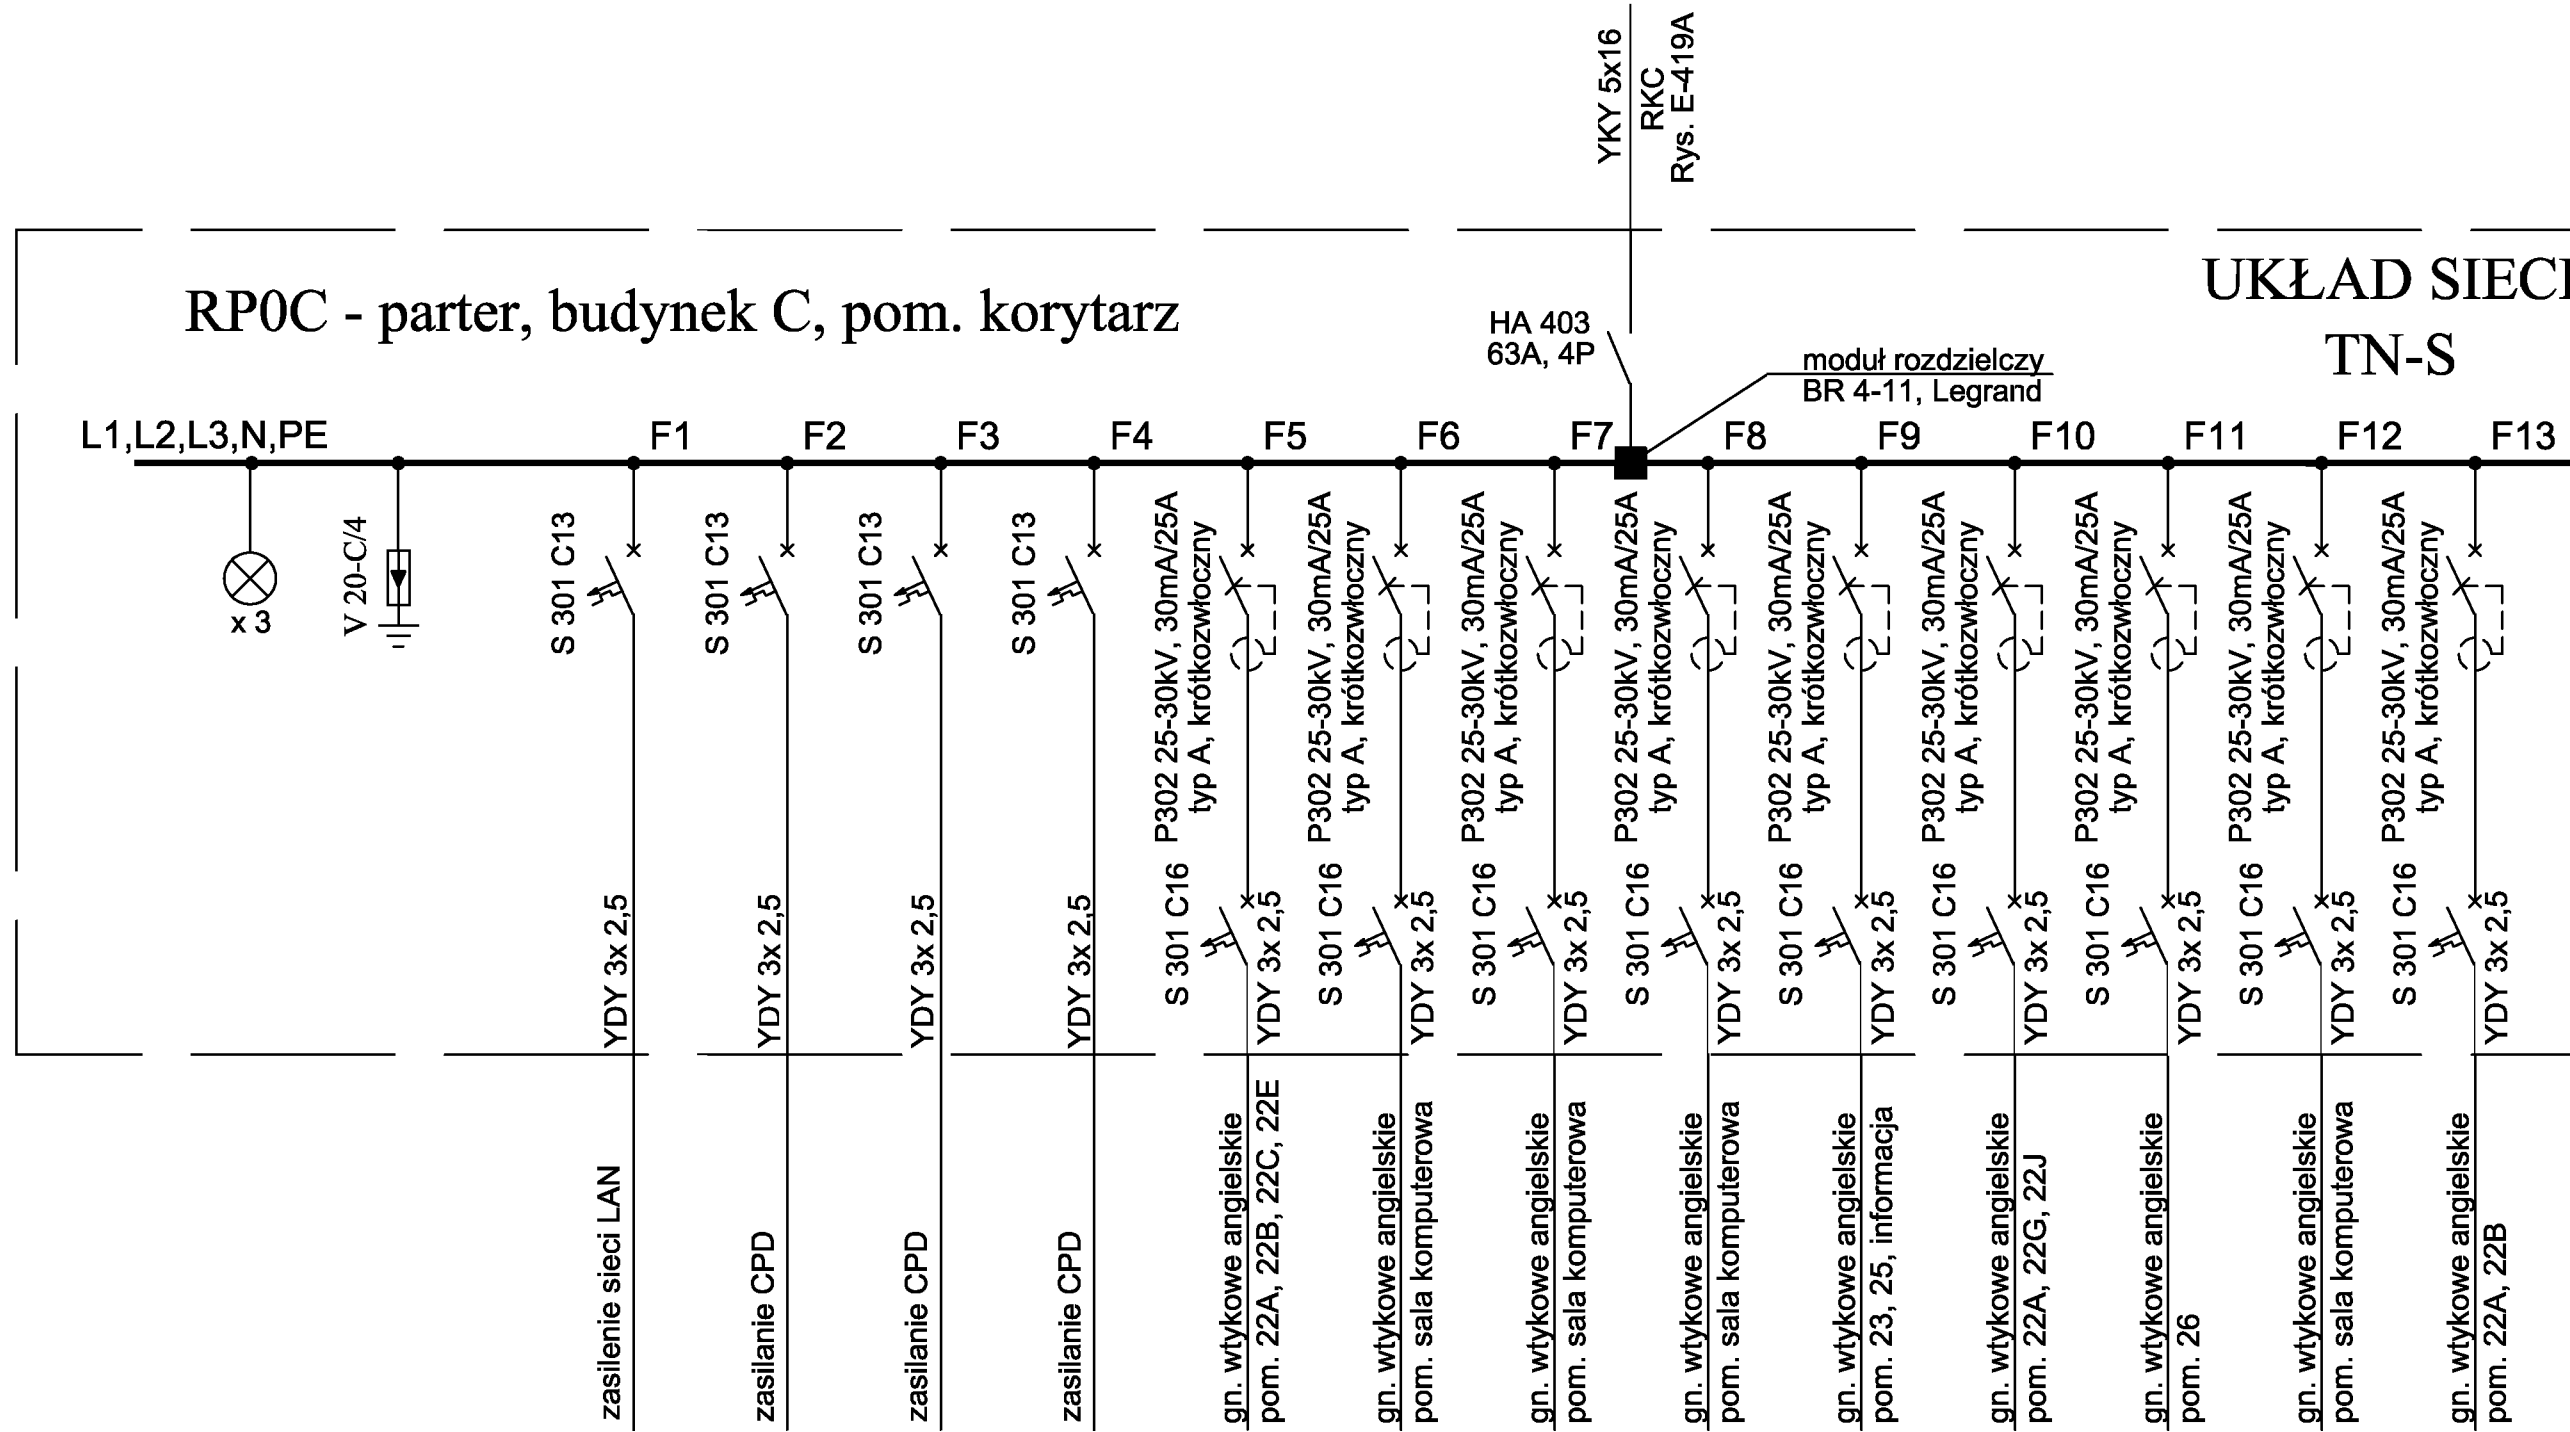 YKY 5x16
RKC
Rys. E-419A
RP0C - parter, budynek C, pom. korytarz
UKŁAD SIECI
TN-S
HA 403
63A, 4P
moduł rozdzielczy
BR 4-11, Legrand
L1,L2,L3,N,PE
F1
F2
F3
F4
F5
F6
F7
F8
F9
F10
F11
F12
F13
x 3
V 20-C/4
S 301 C13
S 301 C13
S 301 C13
S 301 C13
P302 25-30kV, 30mA/25A
typ A, krótkozwłoczny
P302 25-30kV, 30mA/25A
typ A, krótkozwłoczny
P302 25-30kV, 30mA/25A
typ A, krótkozwłoczny
P302 25-30kV, 30mA/25A
typ A, krótkozwłoczny
P302 25-30kV, 30mA/25A
typ A, krótkozwłoczny
P302 25-30kV, 30mA/25A
typ A, krótkozwłoczny
P302 25-30kV, 30mA/25A
typ A, krótkozwłoczny
P302 25-30kV, 30mA/25A
typ A, krótkozwłoczny
P302 25-30kV, 30mA/25A
typ A, krótkozwłoczny
YDY 3x 2,5
YDY 3x 2,5
YDY 3x 2,5
YDY 3x 2,5
S 301 C16
YDY 3x 2,5
S 301 C16
YDY 3x 2,5
S 301 C16
YDY 3x 2,5
S 301 C16
YDY 3x 2,5
S 301 C16
YDY 3x 2,5
S 301 C16
YDY 3x 2,5
S 301 C16
YDY 3x 2,5
S 301 C16
YDY 3x 2,5
S 301 C16
YDY 3x 2,5
zasilenie sieci LAN
zasilanie CPD
zasilanie CPD
zasilanie CPD
gn. wtykowe angielskie
pom. 22A, 22B, 22C, 22E
gn. wtykowe angielskie
pom. sala komputerowa
gn. wtykowe angielskie
pom. sala komputerowa
gn. wtykowe angielskie
pom. sala komputerowa
gn. wtykowe angielskie
pom. 23, 25, informacja
gn. wtykowe angielskie
pom. 22A, 22G, 22J
gn. wtykowe angielskie
pom. 26
gn. wtykowe angielskie
pom. sala komputerowa
gn. wtykowe angielskie
pom. 22A, 22B